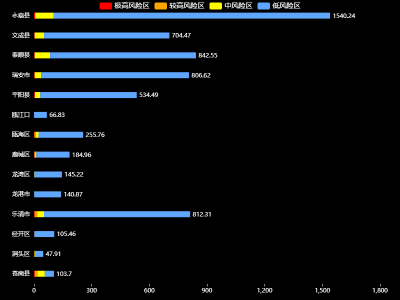 极高风险区 较高风险区 中风险区 低风险区
永嘉县 1540.24
文成县 704.47
泰顺县 842.55
瑞安市 806.62
平阳县 534.49
瓯江口 66.83
瓯海区 255.76
鹿城区 184.96
龙湾区 145.22
龙港市 140.87
乐清市 812.31
经开区 105.46
洞头区 47.91
苍南县 103.7
0 300 600 900 1,200 1,500 1,800